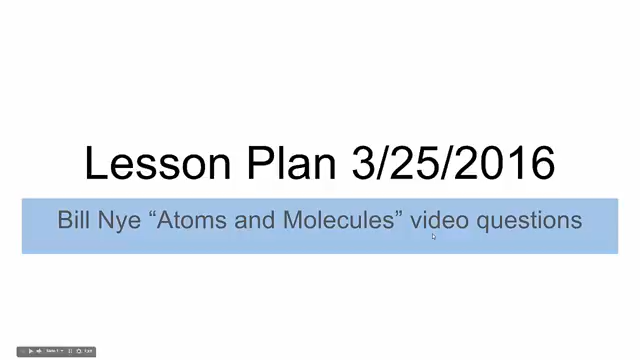 Lesson Plan 3/25/2016
Bill Nye “Atoms and Molecules” video questions